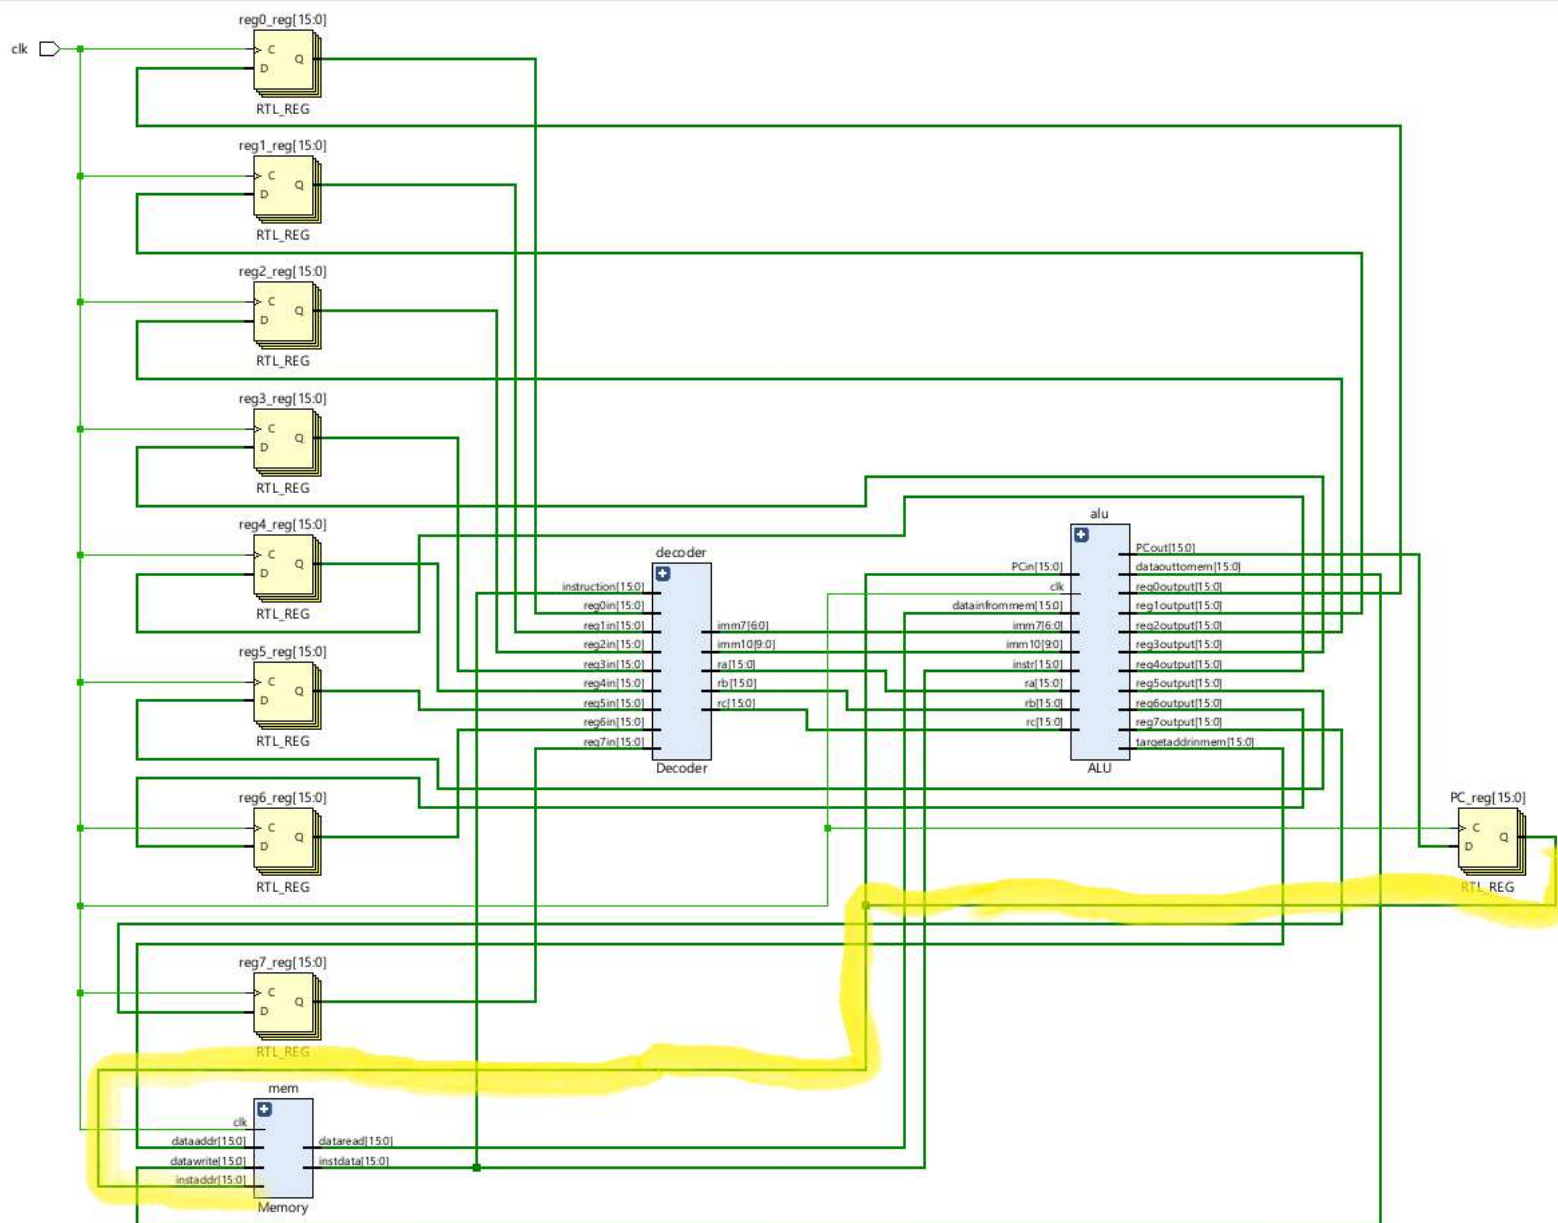 reg0_reg[15:0]
clk
C
D
Q
RTL_REG
reg1_reg[15:0]
C
D
Q
RTL_REG
reg2_reg[15:0]
C
D
Q
RTL_REG
reg3_reg[15:0]
C
D
Q
RTL_REG
reg4_reg[15:0]
C
D
Q
RTL_REG
reg5_reg[15:0]
C
D
Q
RTL_REG
reg6_reg[15:0]
C
D
Q
RTL_REG
reg7_reg[15:0]
C
D
Q
RTL_REG
mem
clk
dataaddr[15:0]
datawrite[15:0]
instaddr[15:0]
dataread[15:0]
instdata[15:0]
Memory
decoder
instruction[15:0]
reg0in[15:0]
reg1in[15:0]
reg2in[15:0]
reg3in[15:0]
reg4in[15:0]
reg5in[15:0]
reg6in[15:0]
reg7in[15:0]
imm7[6:0]
imm10[9:0]
ra[15:0]
rb[15:0]
rc[15:0]
Decoder
alu
PCin[15:0]
clk
datainfrommem[15:0]
imm7[6:0]
imm10[9:0]
instr[15:0]
ra[15:0]
rb[15:0]
rc[15:0]
PCout[15:0]
dataouttomem[15:0]
reg0output[15:0]
reg1output[15:0]
reg2output[15:0]
reg3output[15:0]
reg4output[15:0]
reg5output[15:0]
reg6output[15:0]
reg7output[15:0]
targetaddrinmem[15:0]
ALU
PC_reg[15:0]
C
D
Q
RTL_REG